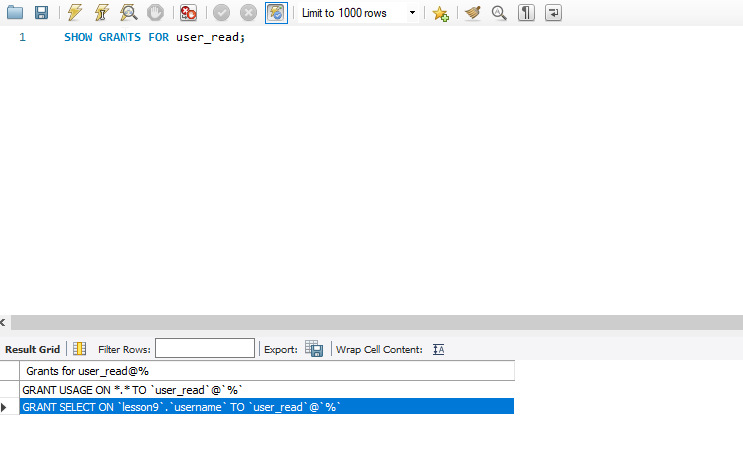 Limit to 1000 rows
1 SHOW GRANTS FOR user_read;
Result Grid Filter Rows: Export: Wrap Cell Content:
Grants for user_read@%
GRANT USAGE ON *.* TO `user_read`@`%`
GRANT SELECT ON `lesson9`.`username` TO `user_read`@`%`